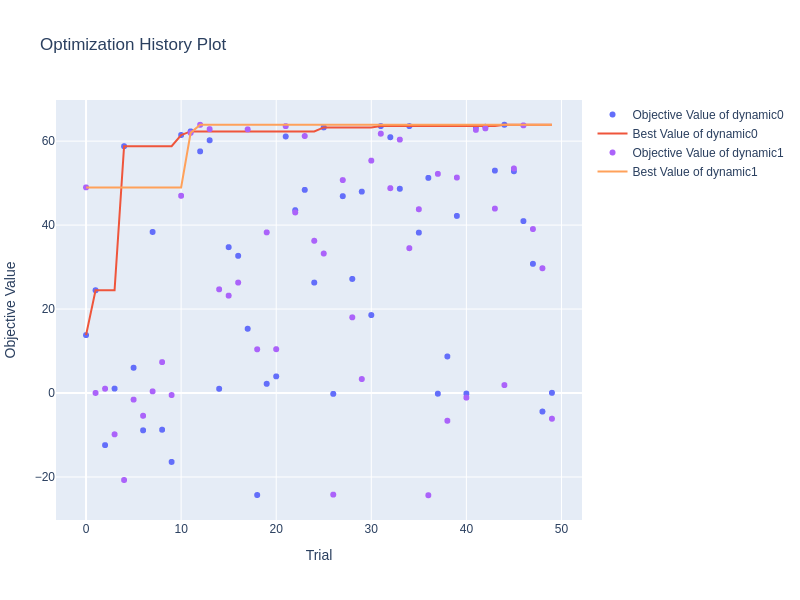 Optimization History Plot
Objective Value of dynamic0
Best Value of dynamic0
Objective Value of dynamic1
Best Value of dynamic1
60
40
20
0
−20
0
10
20
30
40
50
Trial
Objective Value